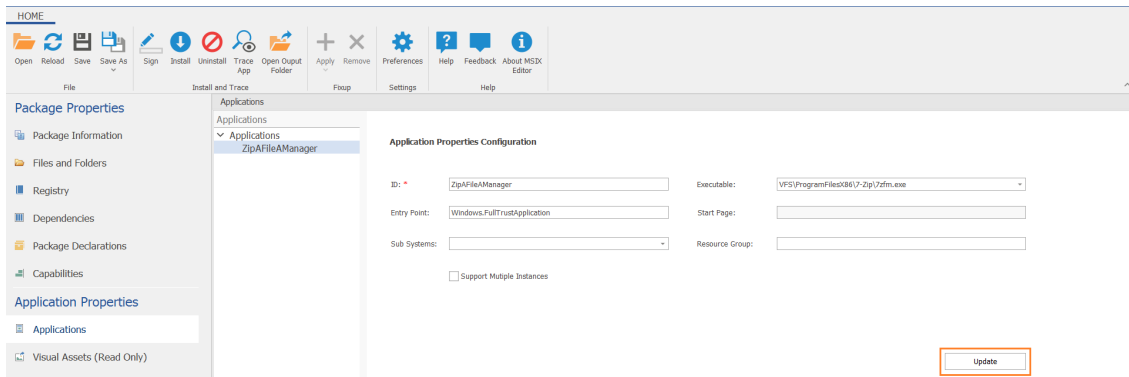 HOME
Open Reload Save Save As Sign Install Uninstall Trace App Open Ouput Folder Apply Remove Preferences Help Feedback About MSIX Editor
File Install and Trace Fixup Settings Help
Package Properties
Package Information
Files and Folders
Registry
Dependencies
Package Declarations
Capabilities
Application Properties
Applications
Visual Assets (Read Only)
Applications
Applications
Applications
ZipAFileAManager
Application Properties Configuration
ID: * ZipAFileAManager Executable: VFS\ProgramFilesX86\7-Zip\7zfm.exe
Entry Point: Windows.FullTrustApplication Start Page:
Sub Systems: Resource Group:
Support Mutiple Instances
Update